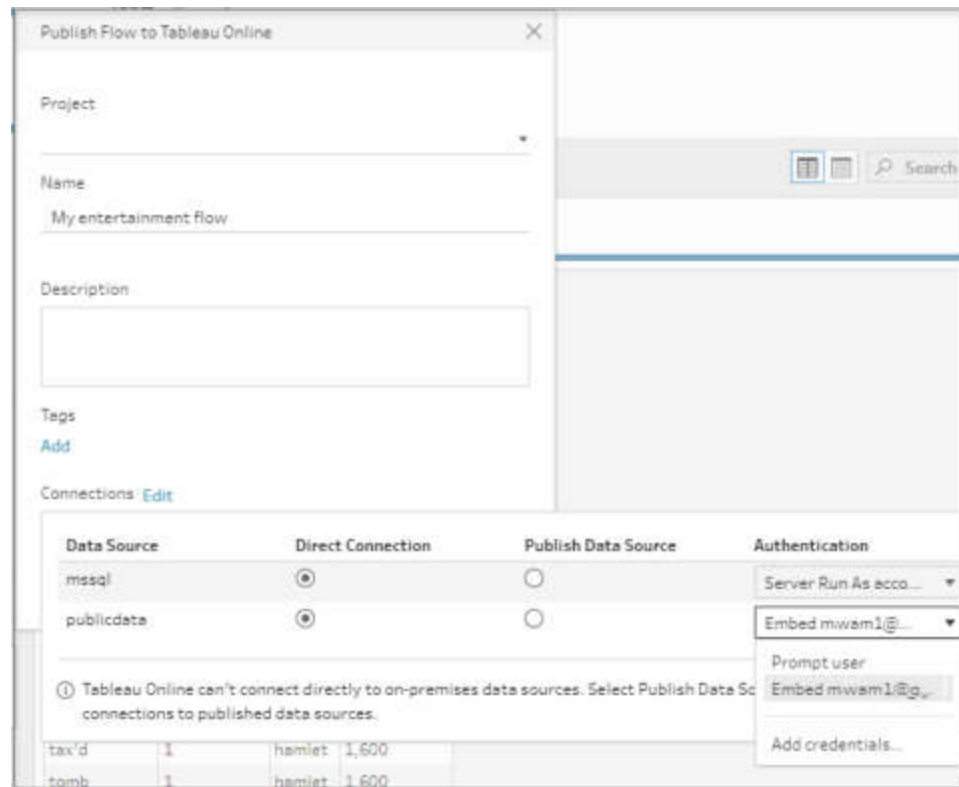 Publish Flow to Tableau Online
Project
Name
Search
My entertainment flow
Description
Tags
Add
Connections Edit
Data Source Direct Connection Publish Data Source Authentication
mssql Server Run As acco...
publicdata Embed mwam1@...
Prompt user
Tableau Online can't connect directly to on-premises data sources. Select Publish Data Sc Embed mwam1@g...
connections to published data sources.
Add credentials...
tax'd 1 hamlet 1,600
tomb 1 hamlet 1,600